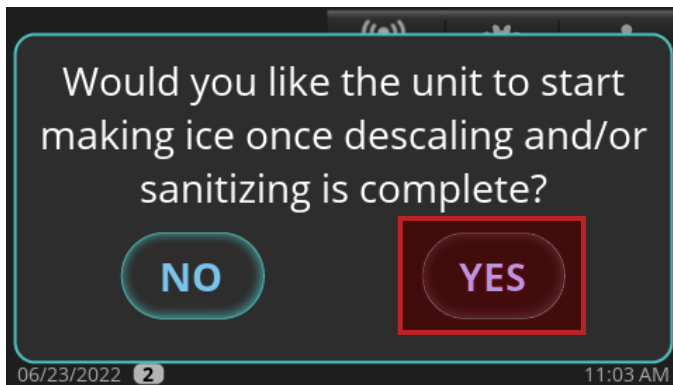 Would you like the unit to start
making ice once descaling and/or
sanitizing is complete?
NO YES
06/23/2022 2 11:03 AM